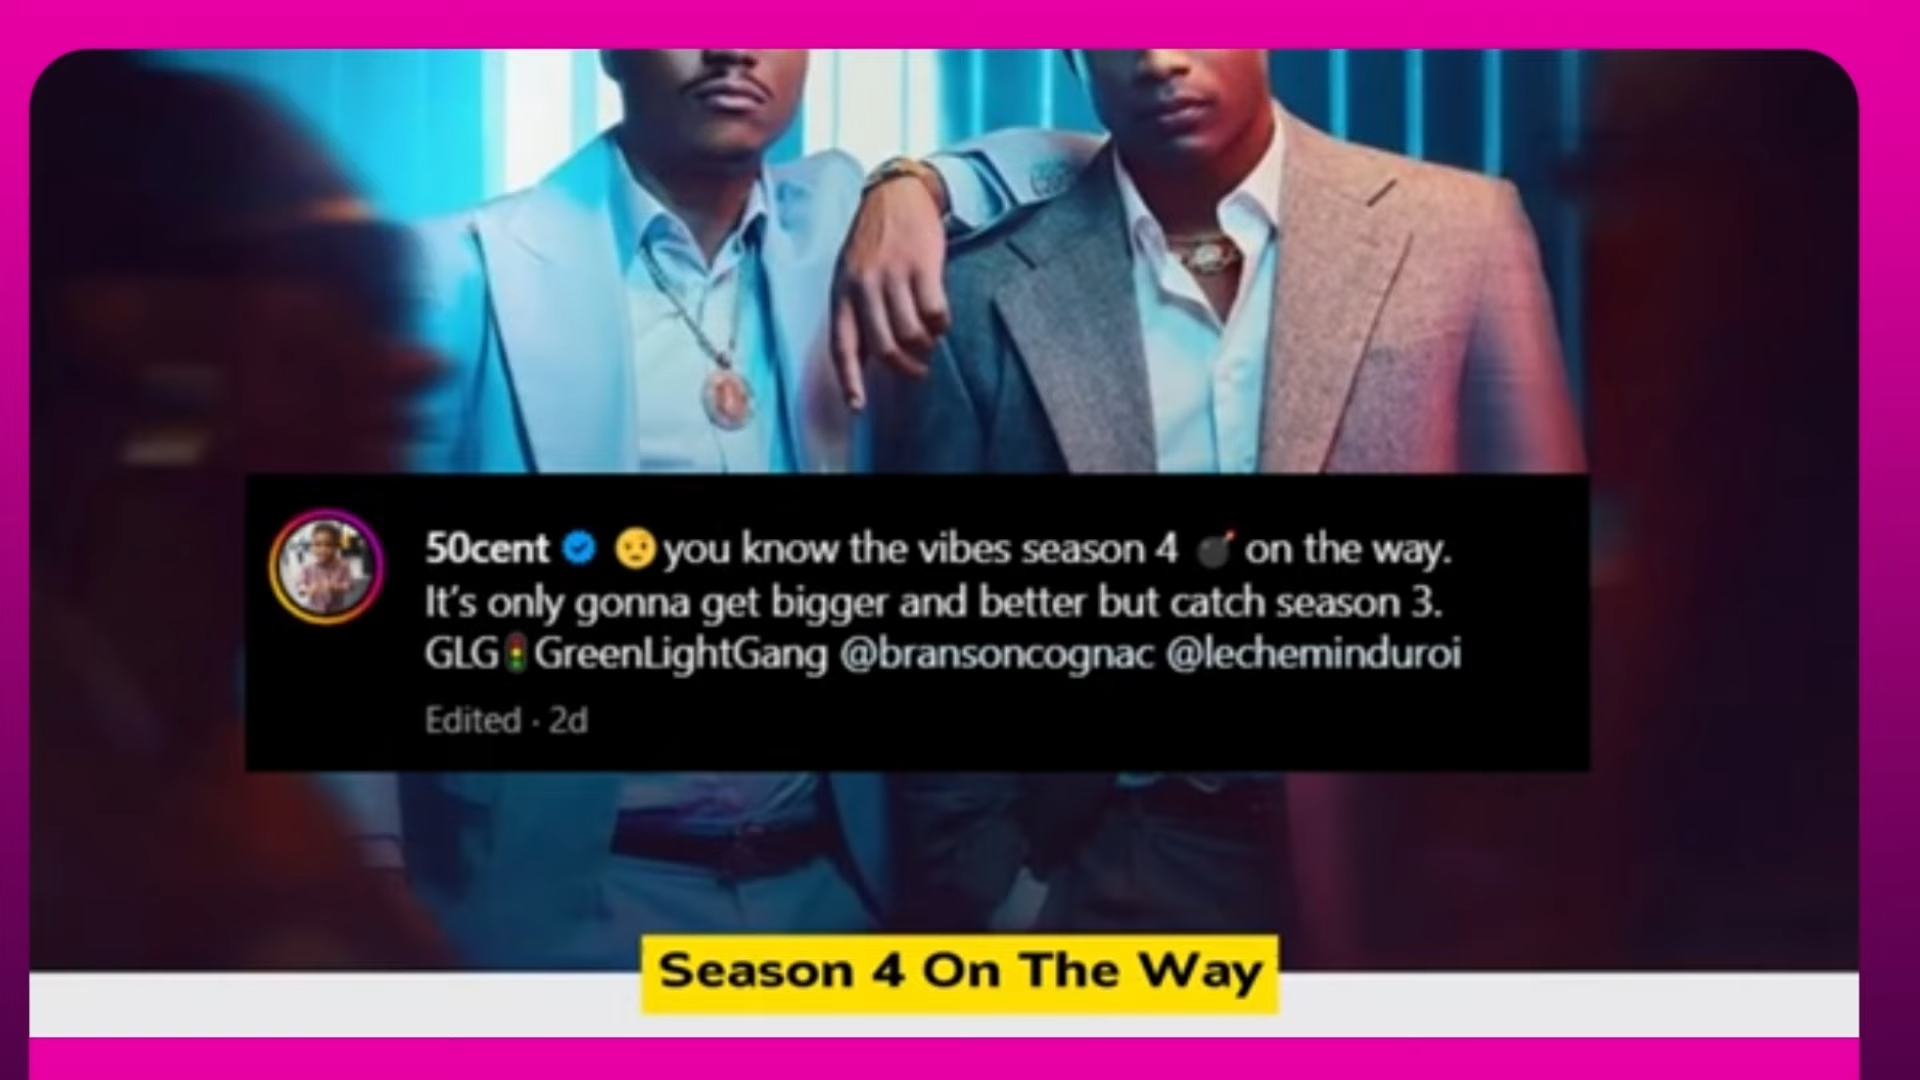 50cent 😉you know the vibes season 4 💣 on the way.
It's only gonna get bigger and better but catch season 3.
GLG🚦GreenLightGang @bransoncognac @lecheminduroi
Edited · 2d
Season 4 On The Way